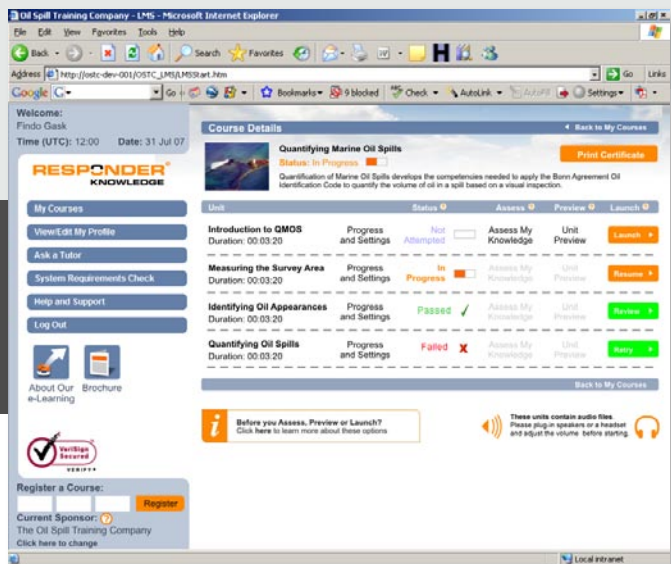 Oil Spill Training Company - LMS - Microsoft Internet Explorer
File Edit View Favorites Tools Help
Back Search Favorites
Address http://ostc-dev-001/OSTC_LMS/LMSStart.htm Go Links
Google G Go Bookmarks 9 blocked Check AutoLink AutoFill Settings
Welcome:
Findo Gask
Time (UTC): 12:00 Date: 31 Jul 07
RESPONDER®
KNOWLEDGE
My Courses
View/Edit My Profile
Ask a Tutor
System Requirements Check
Help and Support
Log Out
About Our e-Learning
Brochure
VeriSign
Secured
VERIFY
Register a Course:
Register
Current Sponsor: ?
The Oil Spill Training Company
Click here to change
Course Details Back to My Courses
Quantifying Marine Oil Spills
Status: In Progress
Print Certificate
Quantification of Marine Oil Spills develops the competencies needed to apply the Bonn Agreement Oil
Identification Code to quantify the volume of oil in a spill based on a visual inspection.
Unit Status ? Assess ? Preview ? Launch ?
Introduction to QMOS Progress Not Assess My Unit Launch
Duration: 00:03:20 and Settings Attempted Knowledge Preview
Measuring the Survey Area Progress In Assess My Unit Resume
Duration: 00:03:20 and Settings Progress Knowledge Preview
Identifying Oil Appearances Progress Passed Assess My Unit Review
Duration: 00:03:20 and Settings Knowledge Preview
Quantifying Oil Spills Progress Failed Assess My Unit Retry
Duration: 00:03:20 and Settings Knowledge Preview
Back to My Courses
i
Before you Assess, Preview or Launch?
Click here to learn more about these options
These units contain audio files.
Please plug-in speakers or a headset
and adjust the volume before starting.
Local intranet